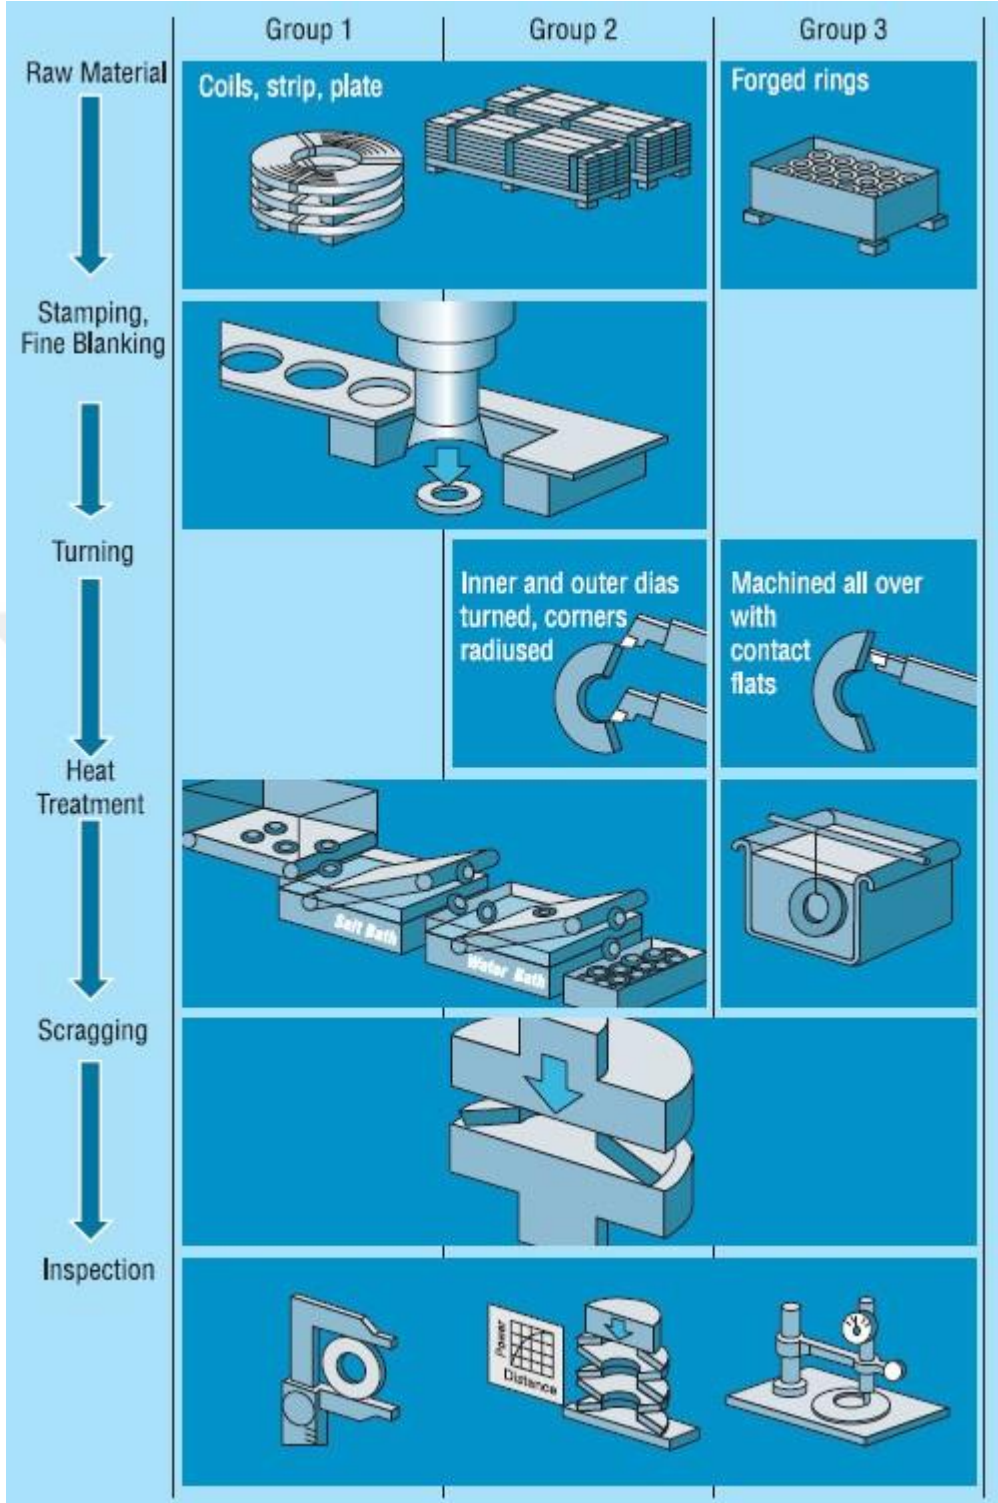 Group 1
Group 2
Group 3
Raw Material
Coils, strip, plate
Forged rings
Stamping,
Fine Blanking
Turning
Inner and outer dias
turned, corners
radiused
Machined all over
with
contact
flats
Heat
Treatment
Salt Bath
Water Bath
Scragging
Inspection
Power
Distance